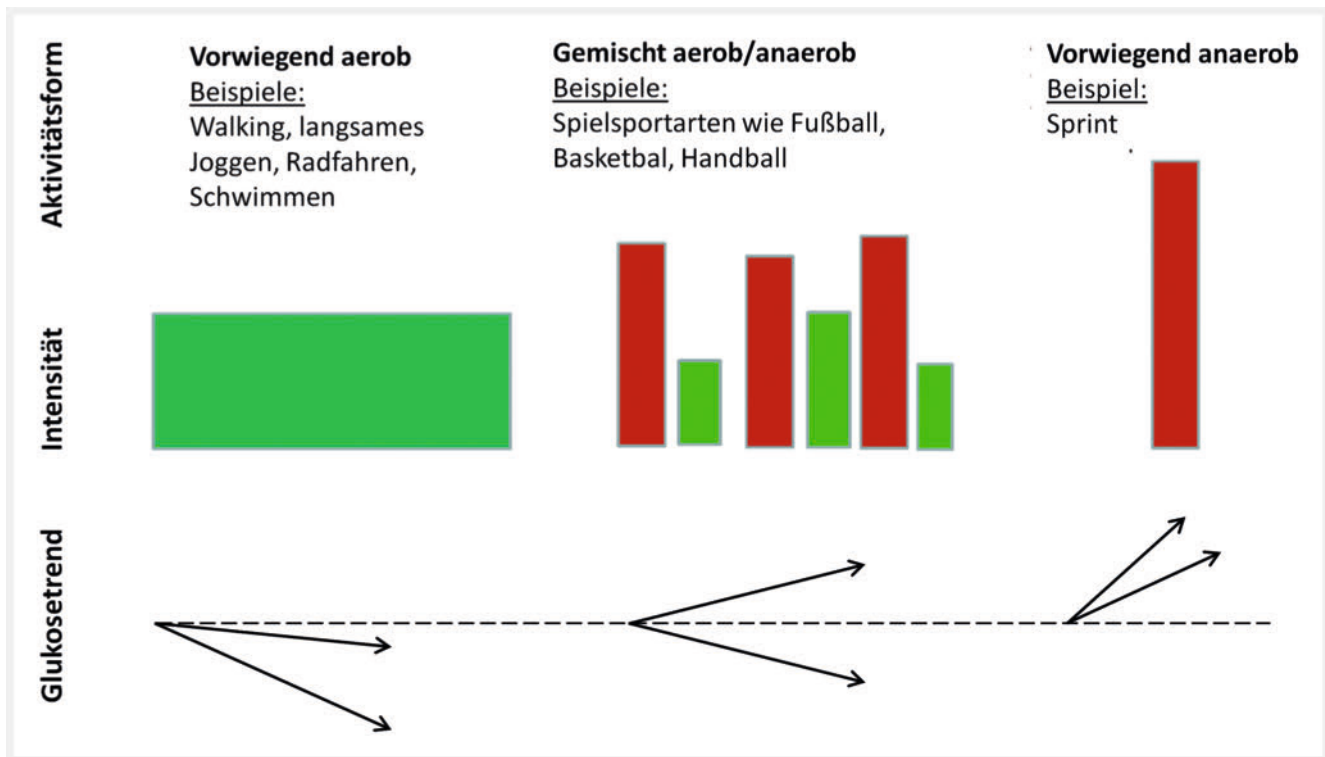 Aktivitätsform
Vorwiegend aerob
Beispiele:
Walking, langsames
Joggen, Radfahren,
Schwimmen
Gemischt aerob/anaerob
Beispiele:
Spielsportarten wie Fußball,
Basketbal, Handball
Vorwiegend anaerob
Beispiel:
Sprint
Intensität
Glukosetrend